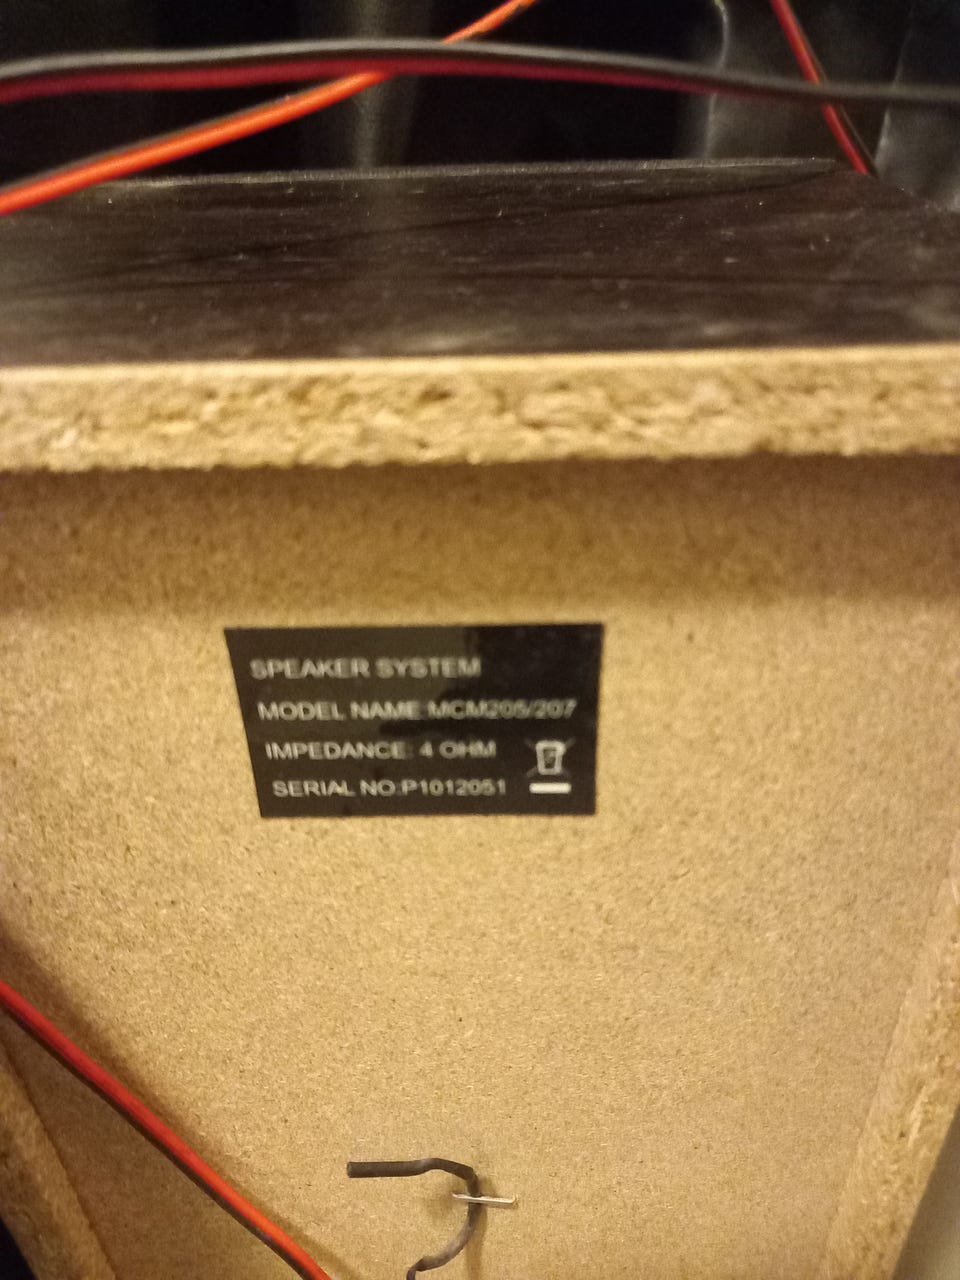 SPEAKER SYSTEM
MODEL NAME:MCM205/207
IMPEDANCE: 4 OHM
SERIAL NO:P1012051